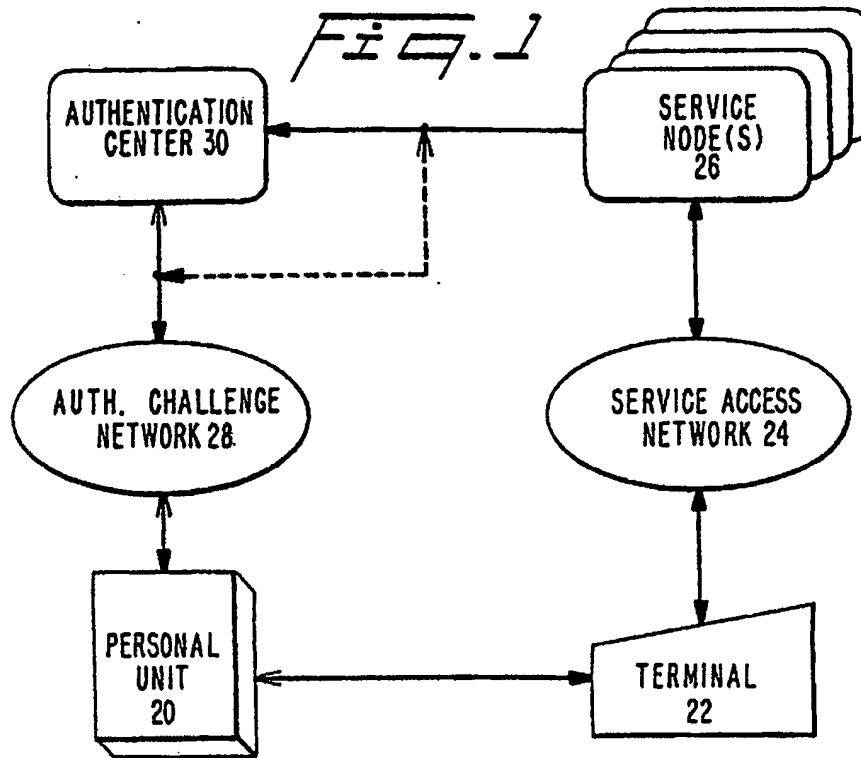 Fig. 1
AUTHENTICATION
CENTER 30
SERVICE
NODE(S)
26
AUTH. CHALLENGE
NETWORK 28
SERVICE ACCESS
NETWORK 24
PERSONAL
UNIT
20
TERMINAL
22